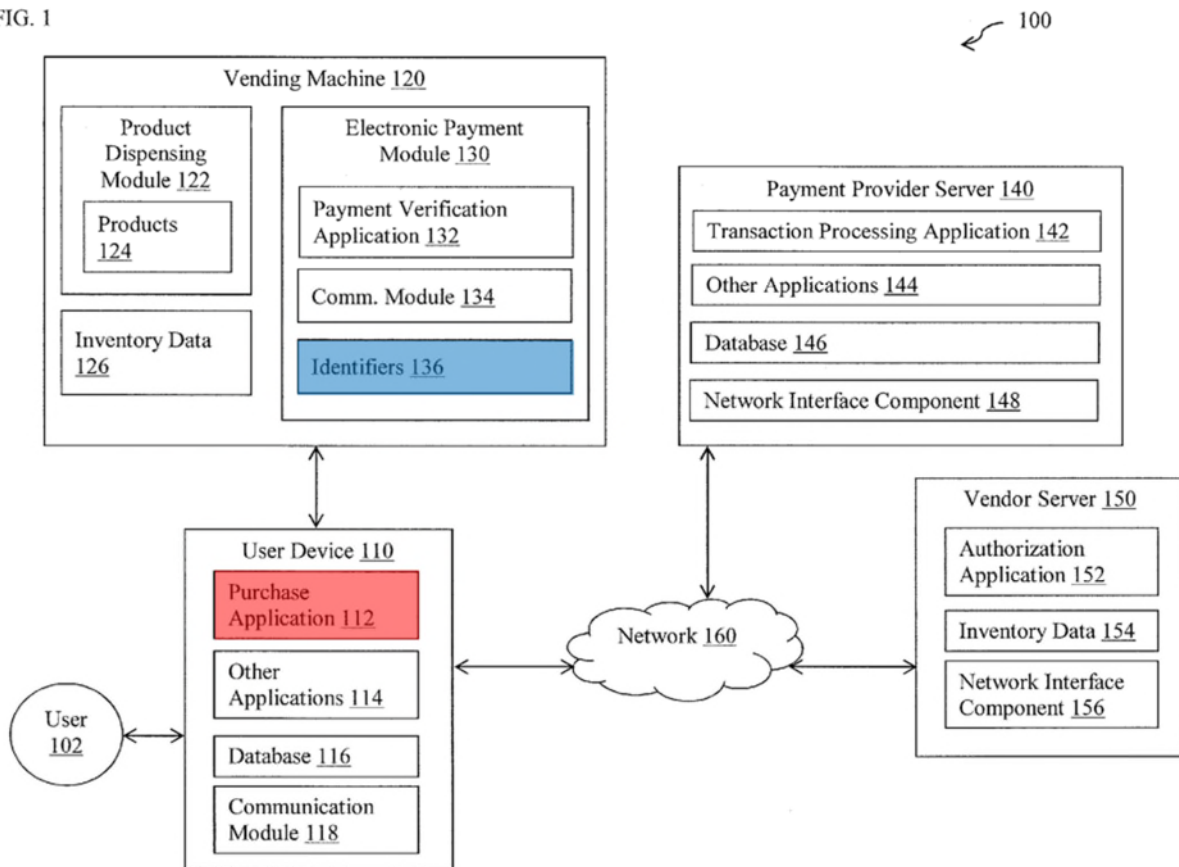 FIG. 1
100
Vending Machine 120
Product
Dispensing
Module 122
Products
124
Inventory Data
126
Electronic Payment
Module 130
Payment Verification
Application 132
Comm. Module 134
Identifiers 136
Payment Provider Server 140
Transaction Processing Application 142
Other Applications 144
Database 146
Network Interface Component 148
Vendor Server 150
Authorization
Application 152
Inventory Data 154
Network Interface
Component 156
User Device 110
Purchase
Application 112
Other
Applications 114
Database 116
Communication
Module 118
Network 160
User
102